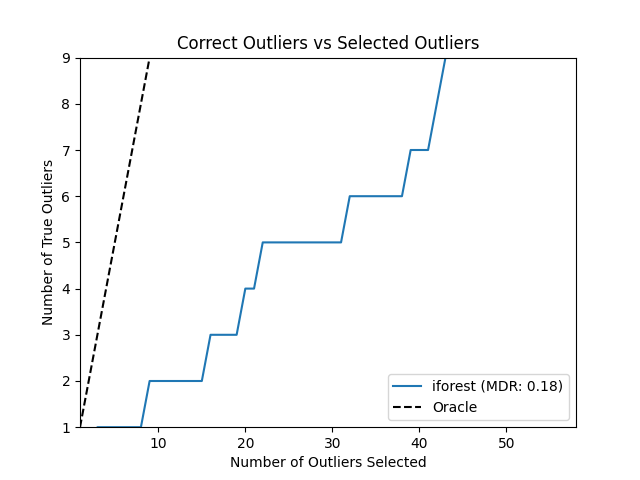 Correct Outliers vs Selected Outliers
Number of True Outliers
9
8
7
6
5
4
3
2
1
10 20 30 40 50
Number of Outliers Selected
iforest (MDR: 0.18)
Oracle